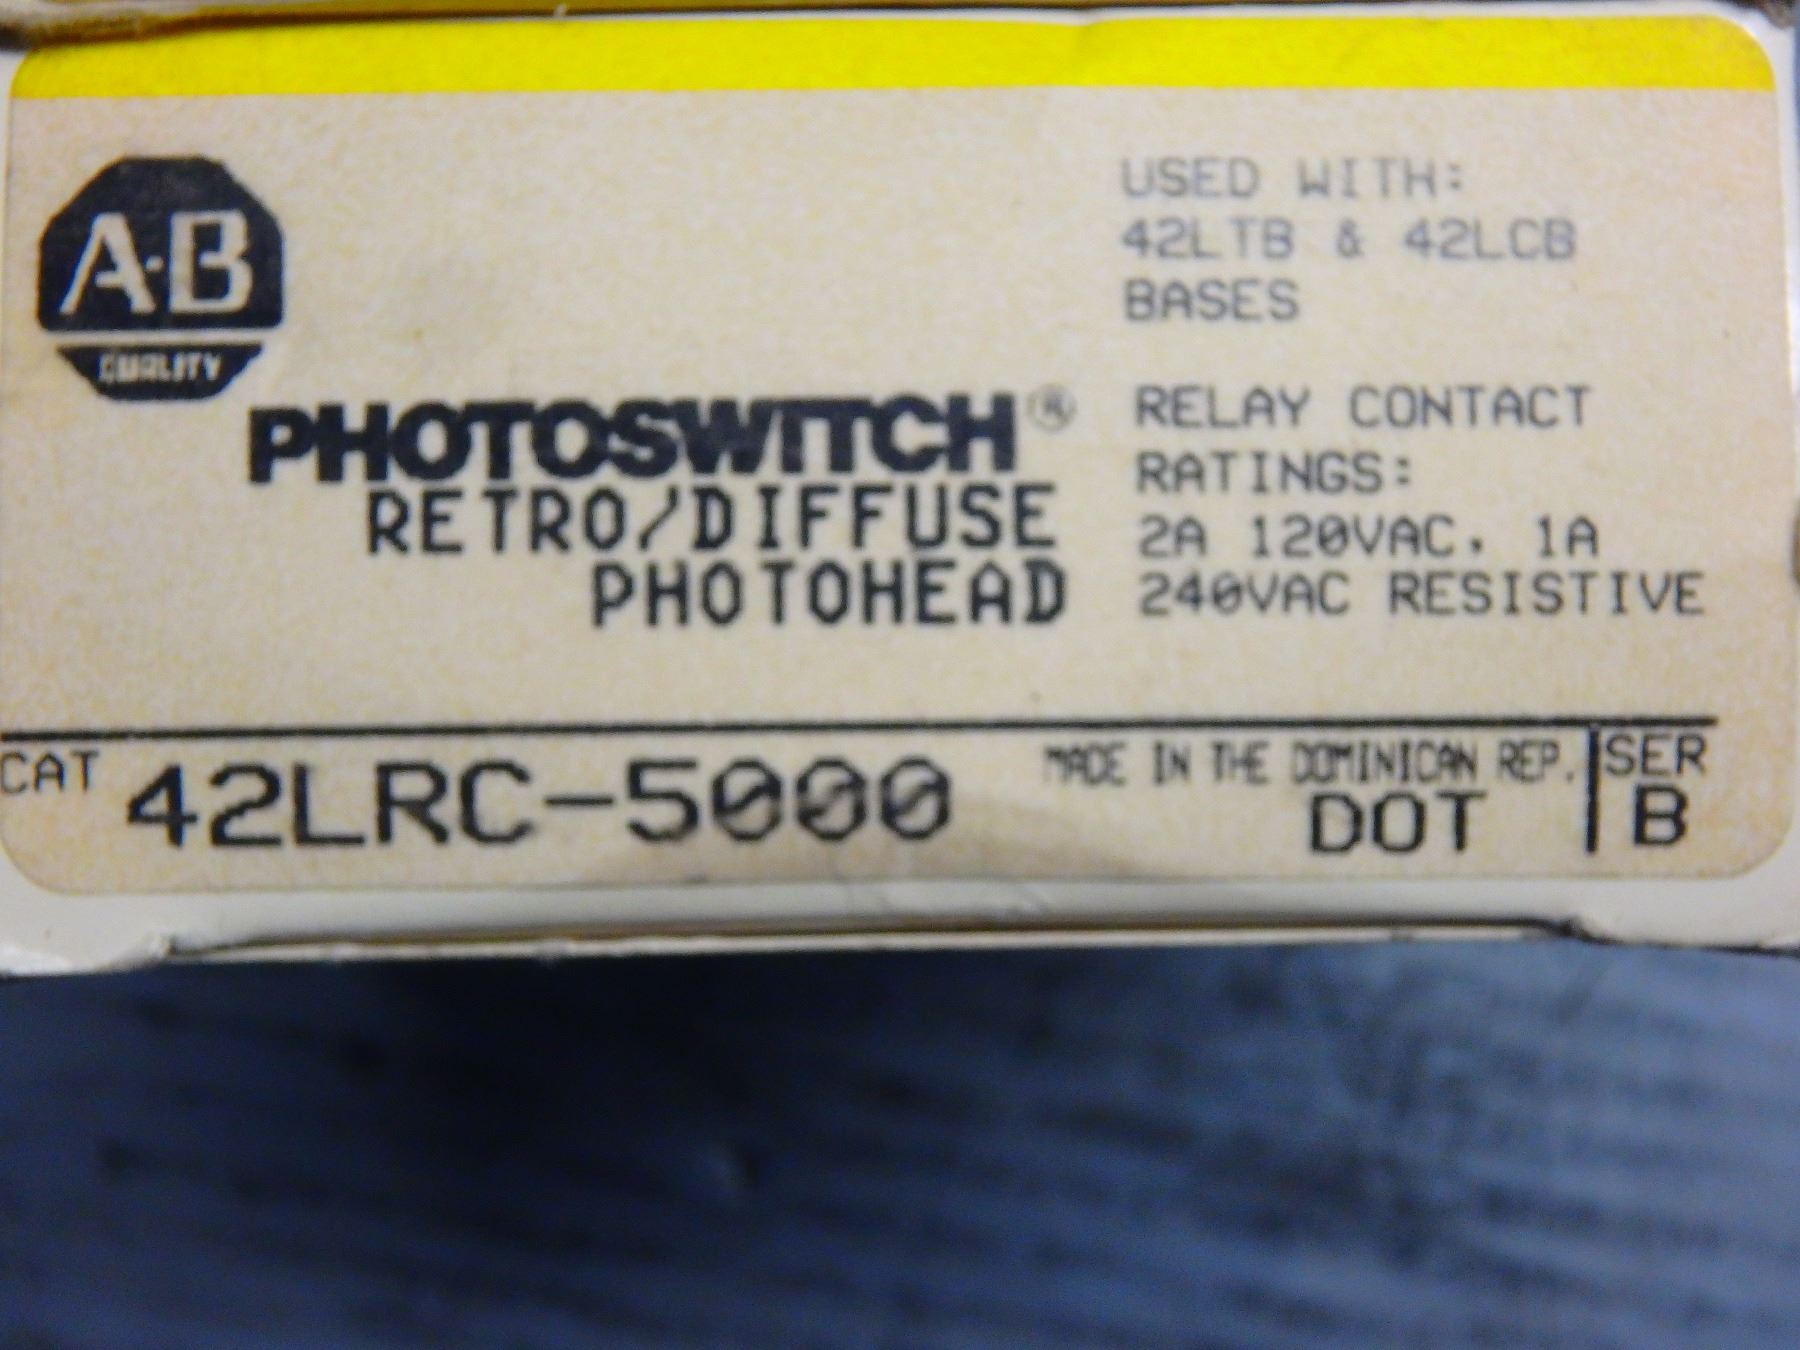 A-B
QUALITY
PHOTOSWITCH®
RETRO/DIFFUSE
PHOTOHEAD
USED WITH:
42LTB & 42LCB
BASES
RELAY CONTACT
RATINGS:
2A 120VAC, 1A
240VAC RESISTIVE
CAT 42LRC-5000
MADE IN THE DOMINICAN REP.
DOT
SER
B